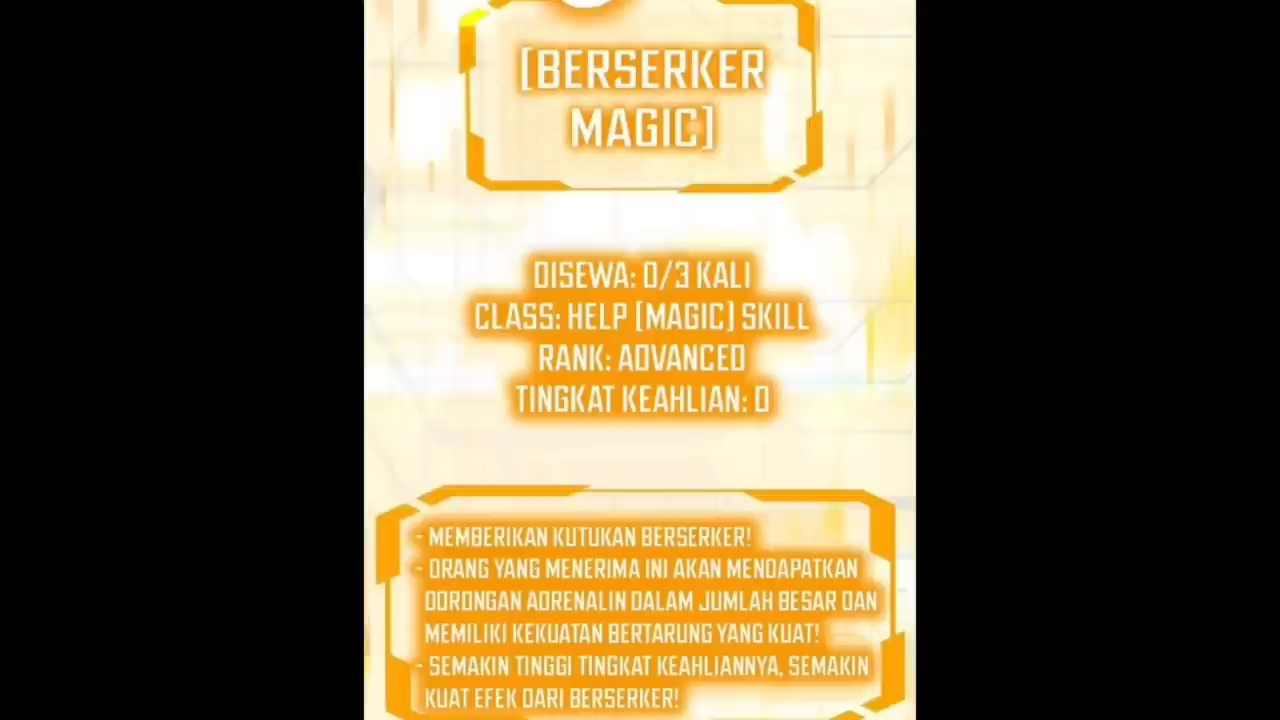 [BERSERKER
MAGIC]
DISEWA: 0/3 KALI
CLASS: HELP [MAGIC] SKILL
RANK: ADVANCED
TINGKAT KEAHLIAN: 0
- MEMBERIKAN KUTUKAN BERSERKER!
- ORANG YANG MENERIMA INI AKAN MENDAPATKAN
DORONGAN ADRENALIN DALAM JUMLAH BESAR DAN
MEMILIKI KEKUATAN BERTARUNG YANG KUAT!
- SEMAKIN TINGGI TINGKAT KEAHLIANNYA, SEMAKIN
KUAT EFEK DARI BERSERKER!